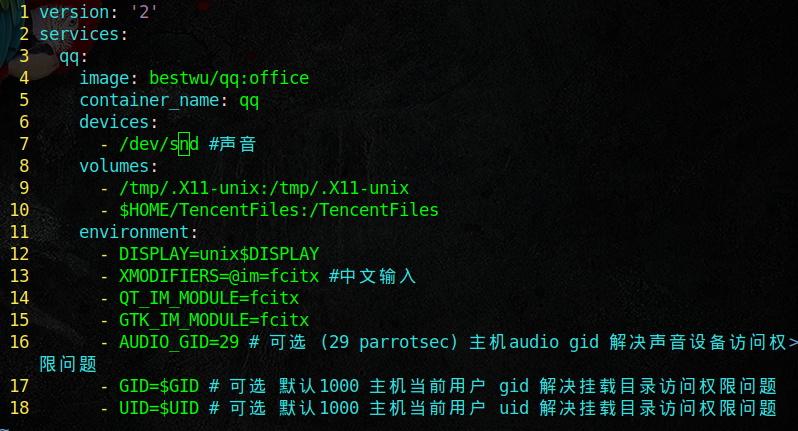 1 version: '2'
2 services:
3   qq:
4     image: bestwu/qq:office
5     container_name: qq
6     devices:
7       - /dev/snd #声音
8     volumes:
9       - /tmp/.X11-unix:/tmp/.X11-unix
10       - $HOME/TencentFiles:/TencentFiles
11     environment:
12       - DISPLAY=unix$DISPLAY
13       - XMODIFIERS=@im=fcitx #中文输入
14       - QT_IM_MODULE=fcitx
15       - GTK_IM_MODULE=fcitx
16       - AUDIO_GID=29 # 可选 (29 parrotsec) 主机audio gid 解决声音设备访问权>
限问题
17       - GID=$GID # 可选 默认1000 主机当前用户 gid 解决挂载目录访问权限问题
18       - UID=$UID # 可选 默认1000 主机当前用户 uid 解决挂载目录访问权限问题
~